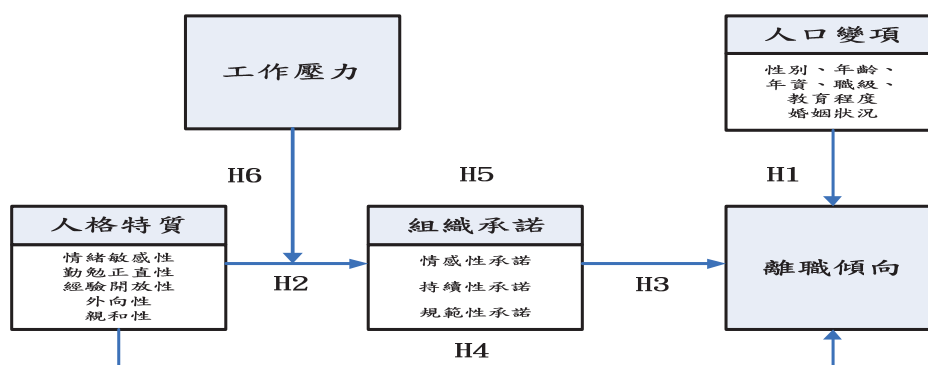 工作壓力
人口變項
性別、年齡、
年資、職級、
教育程度
婚姻狀況
H6
H5
H1
人格特質
情緒敏感性
勤勉正直性
經驗開放性
外向性
親和性
H2
組織承諾
情感性承諾
持續性承諾
規範性承諾
H3
離職傾向
H4